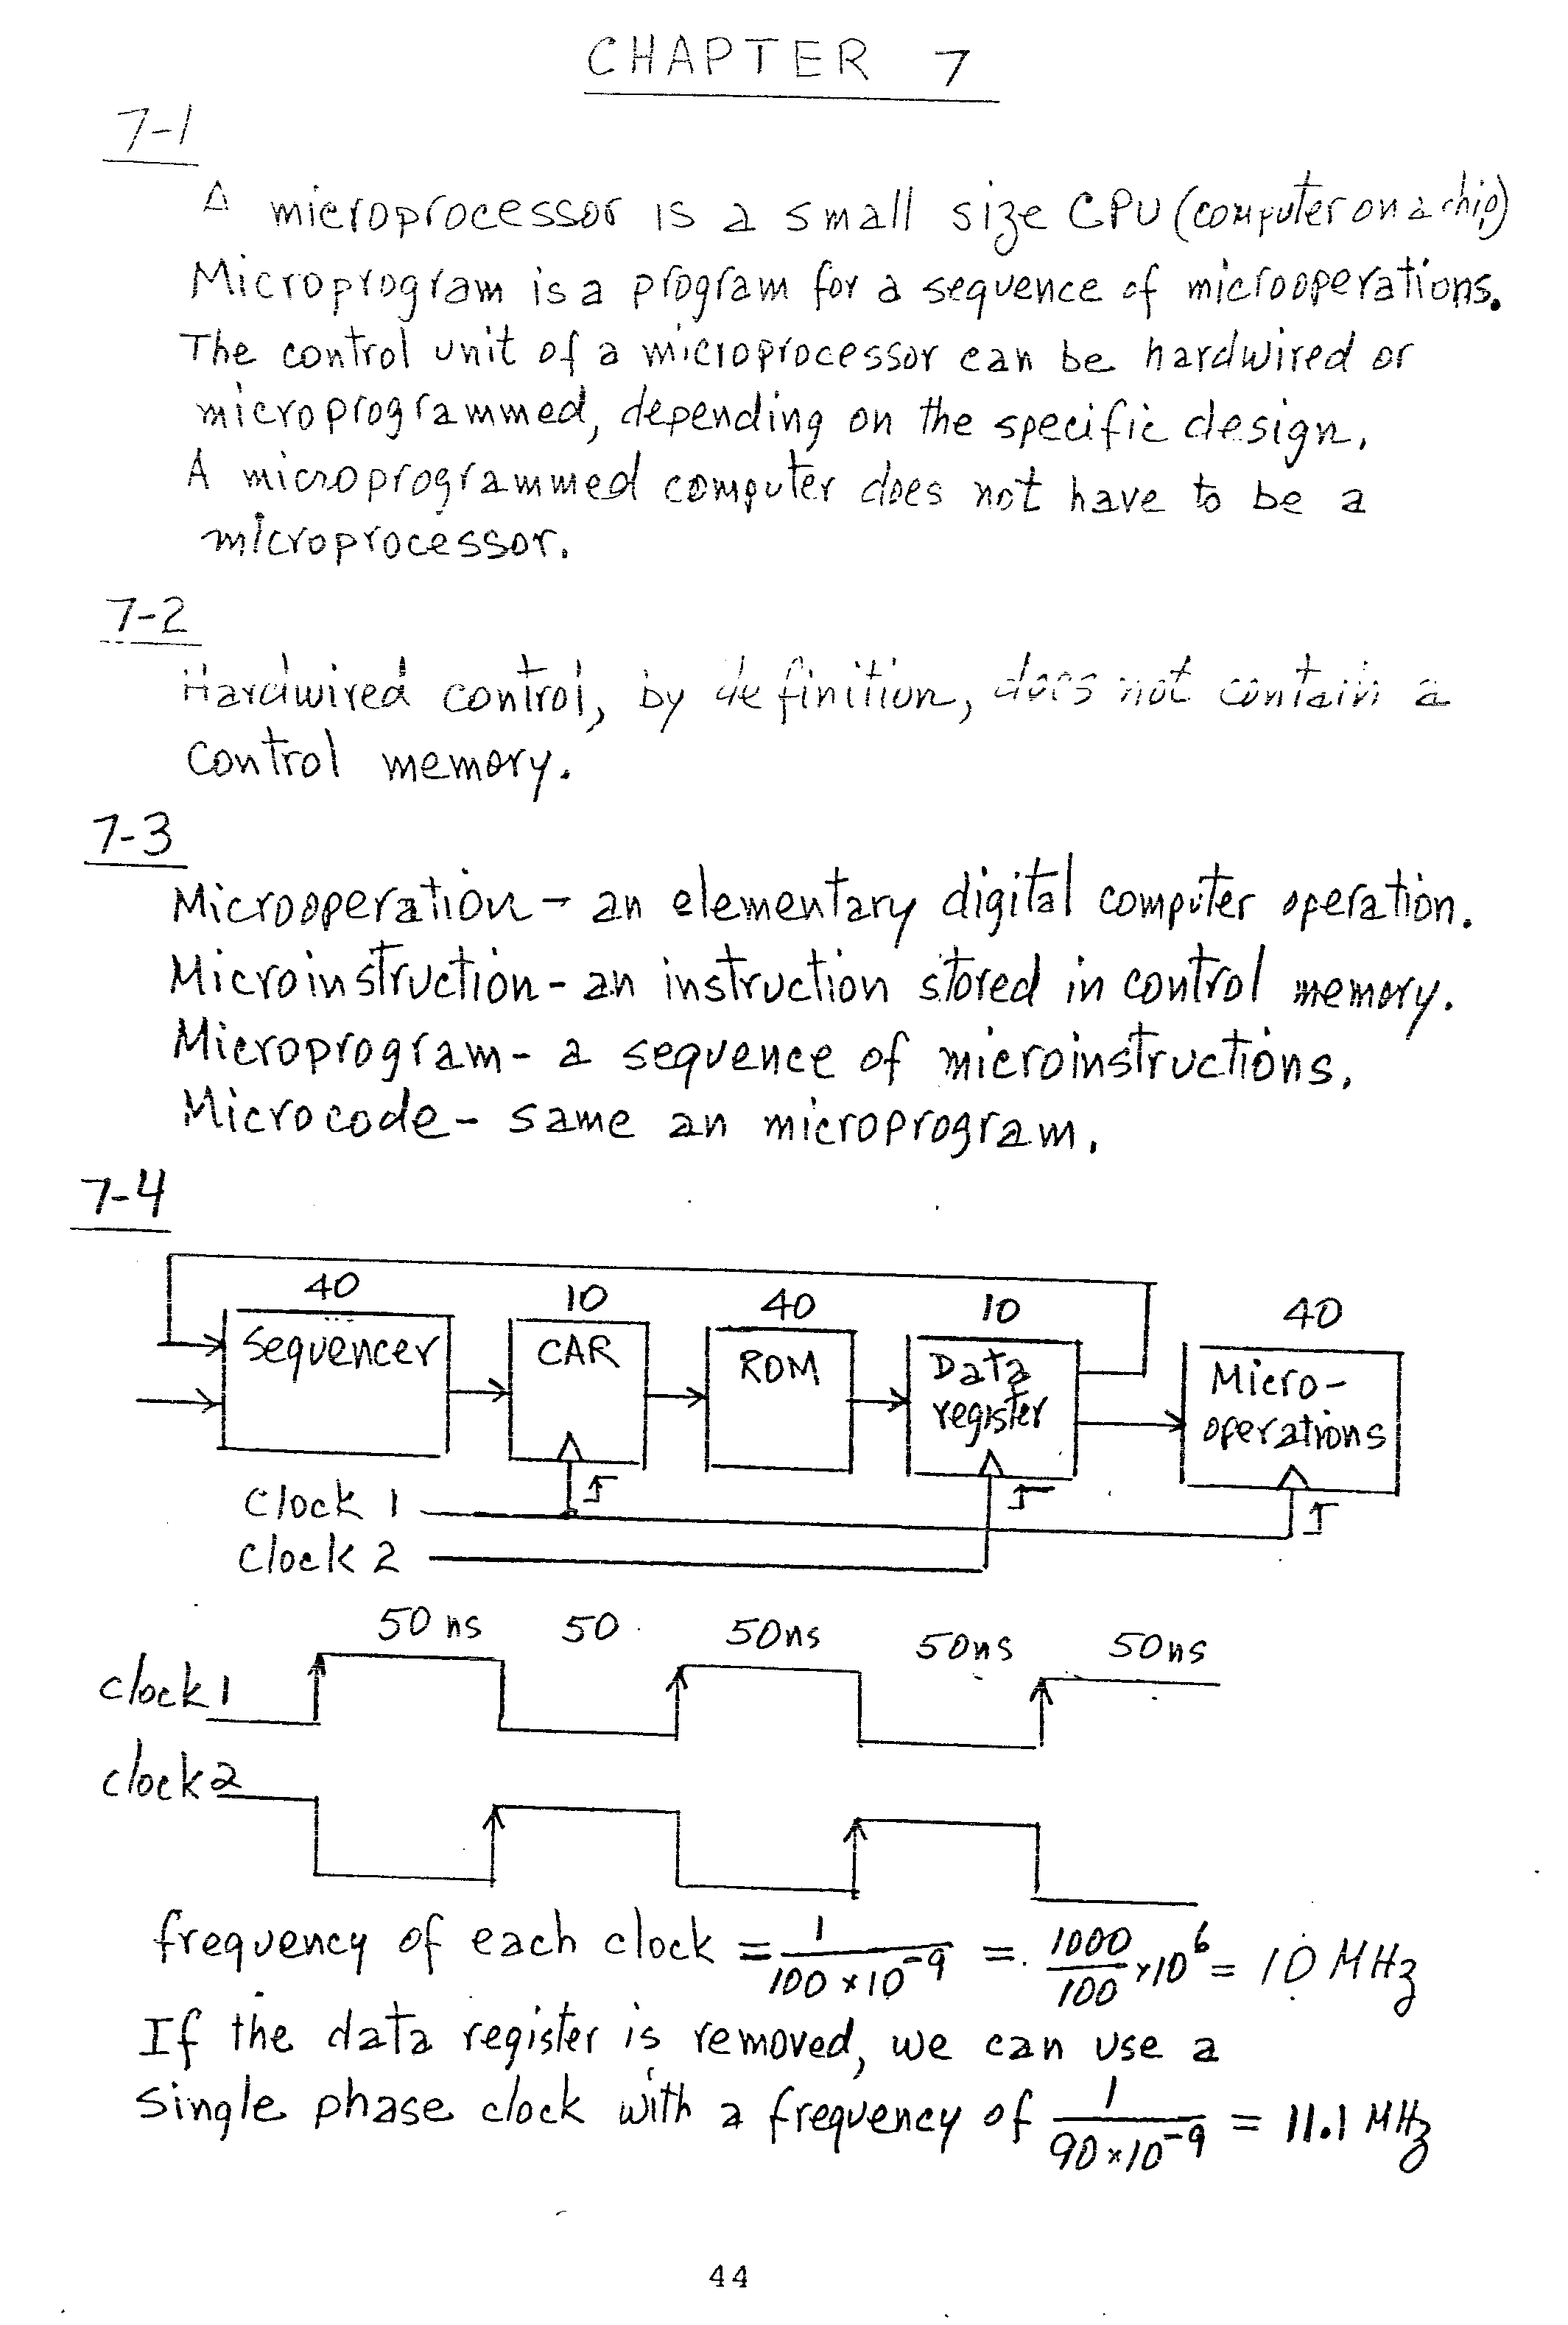 CHAPTER 7
7-1
A microprocessor is a small size CPU (computer on a chip)
Microprogram is a program for a sequence of microoperations.
The control unit of a microprocessor can be hardwired or
microprogrammed, depending on the specific design.
A microprogrammed computer does not have to be a
microprocessor.
7-2
Hardwired control, by definition, does not contain a
control memory.
7-3
Microoperation - an elementary digital computer operation.
Microinstruction - an instruction stored in control memory.
Microprogram - a sequence of microinstructions.
Microcode - same an microprogram.
7-4
40 10 40 10 40
Sequencer CAR ROM Data register Micro-operations
Clock 1
Clock 2
50 ns 50 50ns 50ns 50ns
Clock 1
clock 2
frequency of each clock = 1/(100 × 10^-9) = 1000/100 × 10^6 = 10 MHz
If the data register is removed, we can use a
single phase clock with a frequency of 1/(90 × 10^-9) = 11.1 MHz
44